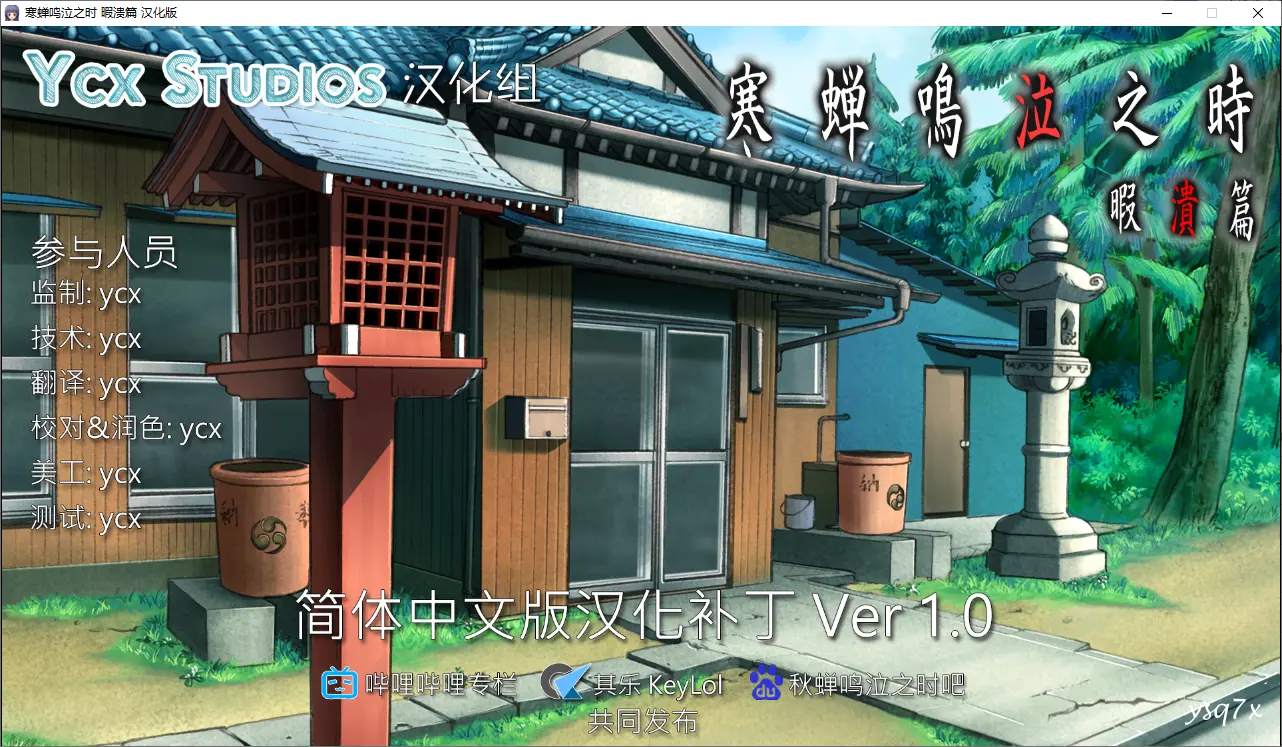 寒蝉鸣泣之时 暇溃篇 汉化版
YCX STUDIOS 汉化组
寒蟬鳴泣之時
暇潰篇
参与人员
监制: ycx
技术: ycx
翻译: ycx
校对&润色: ycx
美工: ycx
测试: ycx
納
奉
納
简体中文版汉化补丁 Ver 1.0
哔哩哔哩专栏 其乐 KeyLol du 秋蝉鸣泣之时吧
共同发布
ysq7x